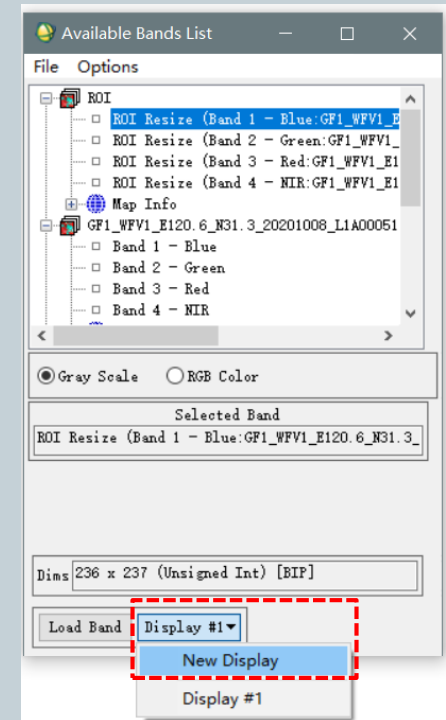 Available Bands List
File Options
ROI
ROI Resize (Band 1 - Blue:GF1_WFV1_E
ROI Resize (Band 2 - Green:GF1_WFV1_
ROI Resize (Band 3 - Red:GF1_WFV1_E1
ROI Resize (Band 4 - NIR:GF1_WFV1_E1
Map Info
GF1_WFV1_E120.6_N31.3_20201008_L1A00051
Band 1 - Blue
Band 2 - Green
Band 3 - Red
Band 4 - NIR
Gray Scale RGB Color
Selected Band
ROI Resize (Band 1 - Blue:GF1_WFV1_E120.6_N31.3_
Dims 236 x 237 (Unsigned Int) [BIP]
Load Band Display #1
New Display
Display #1